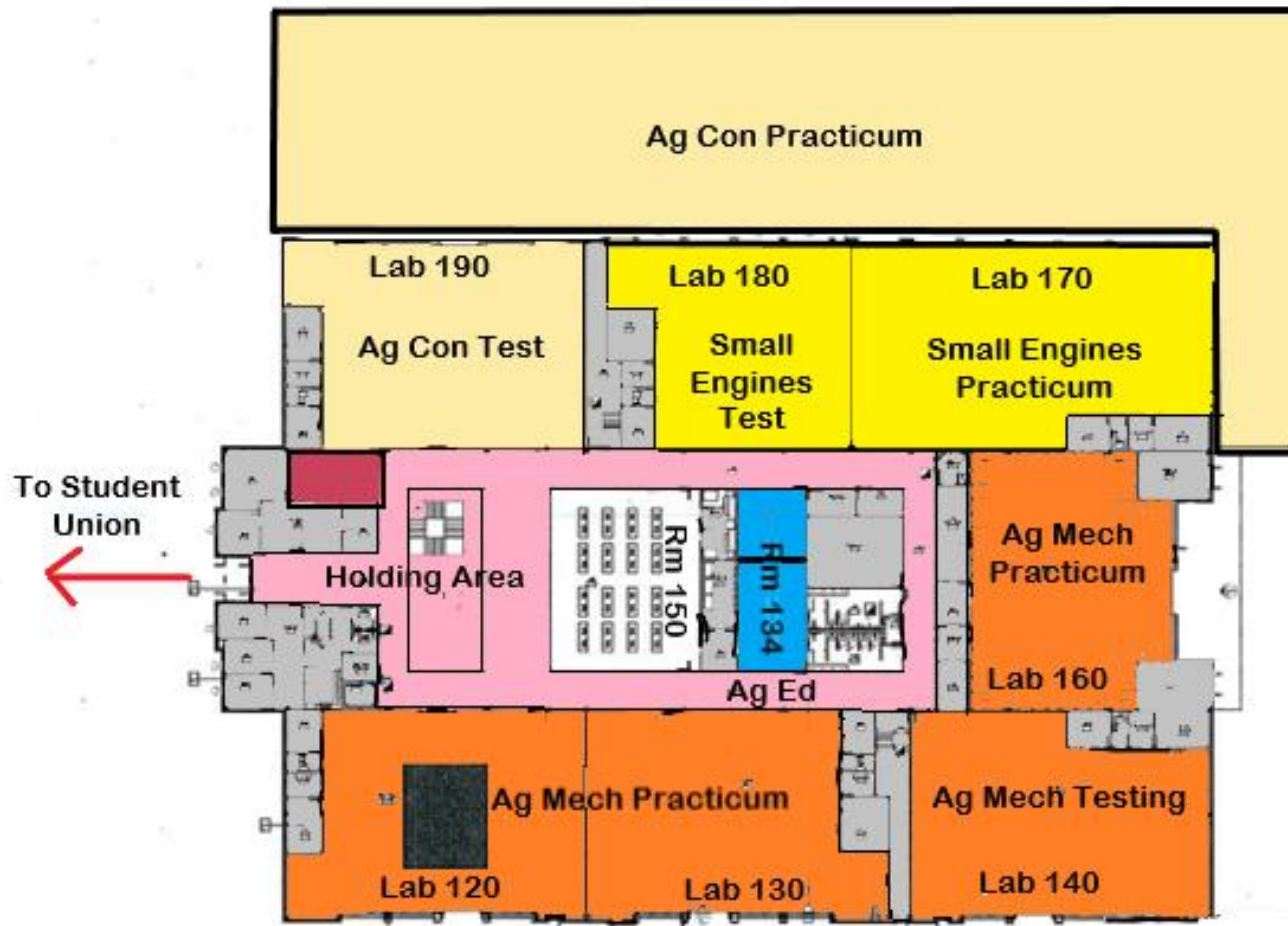 Ag Con Practicum
Lab 190
Ag Con Test
Lab 180
Small
Engines
Test
Lab 170
Small Engines
Practicum
To Student
Union
Holding Area
Rm 150
Rm 134
Ag Ed
Ag Mech
Practicum
Lab 160
Ag Mech Practicum
Lab 120
Lab 130
Ag Mech Testing
Lab 140